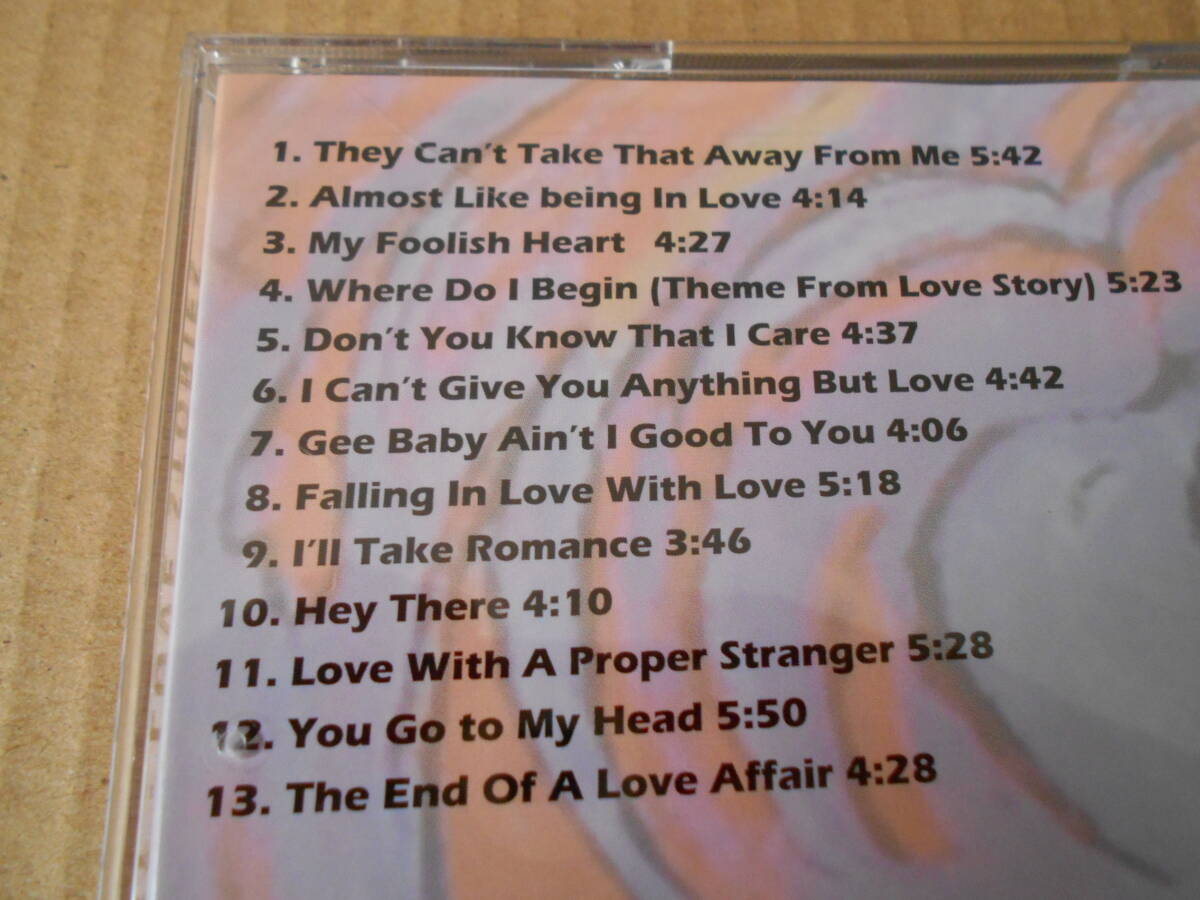 1. They Can't Take That Away From Me 5:42
2. Almost Like being In Love 4:14
3. My Foolish Heart 4:27
4. Where Do I Begin (Theme From Love Story) 5:23
5. Don't You Know That I Care 4:37
6. I Can't Give You Anything But Love 4:42
7. Gee Baby Ain't I Good To You 4:06
8. Falling In Love With Love 5:18
9. I'll Take Romance 3:46
10. Hey There 4:10
11. Love With A Proper Stranger 5:28
12. You Go to My Head 5:50
13. The End Of A Love Affair 4:28